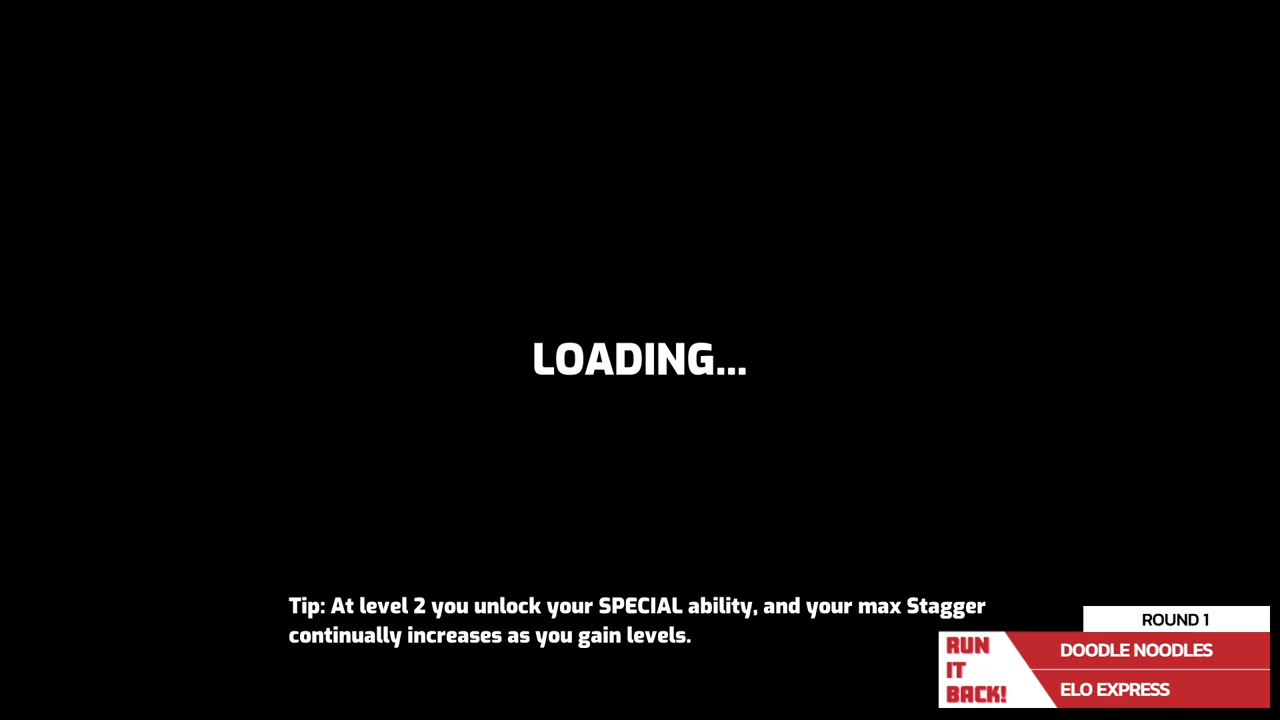 LOADING...
Tip: At level 2 you unlock your SPECIAL ability, and your max Stagger
continually increases as you gain levels.
ROUND 1
RUN
IT
BACK!
DOODLE NOODLES
ELO EXPRESS